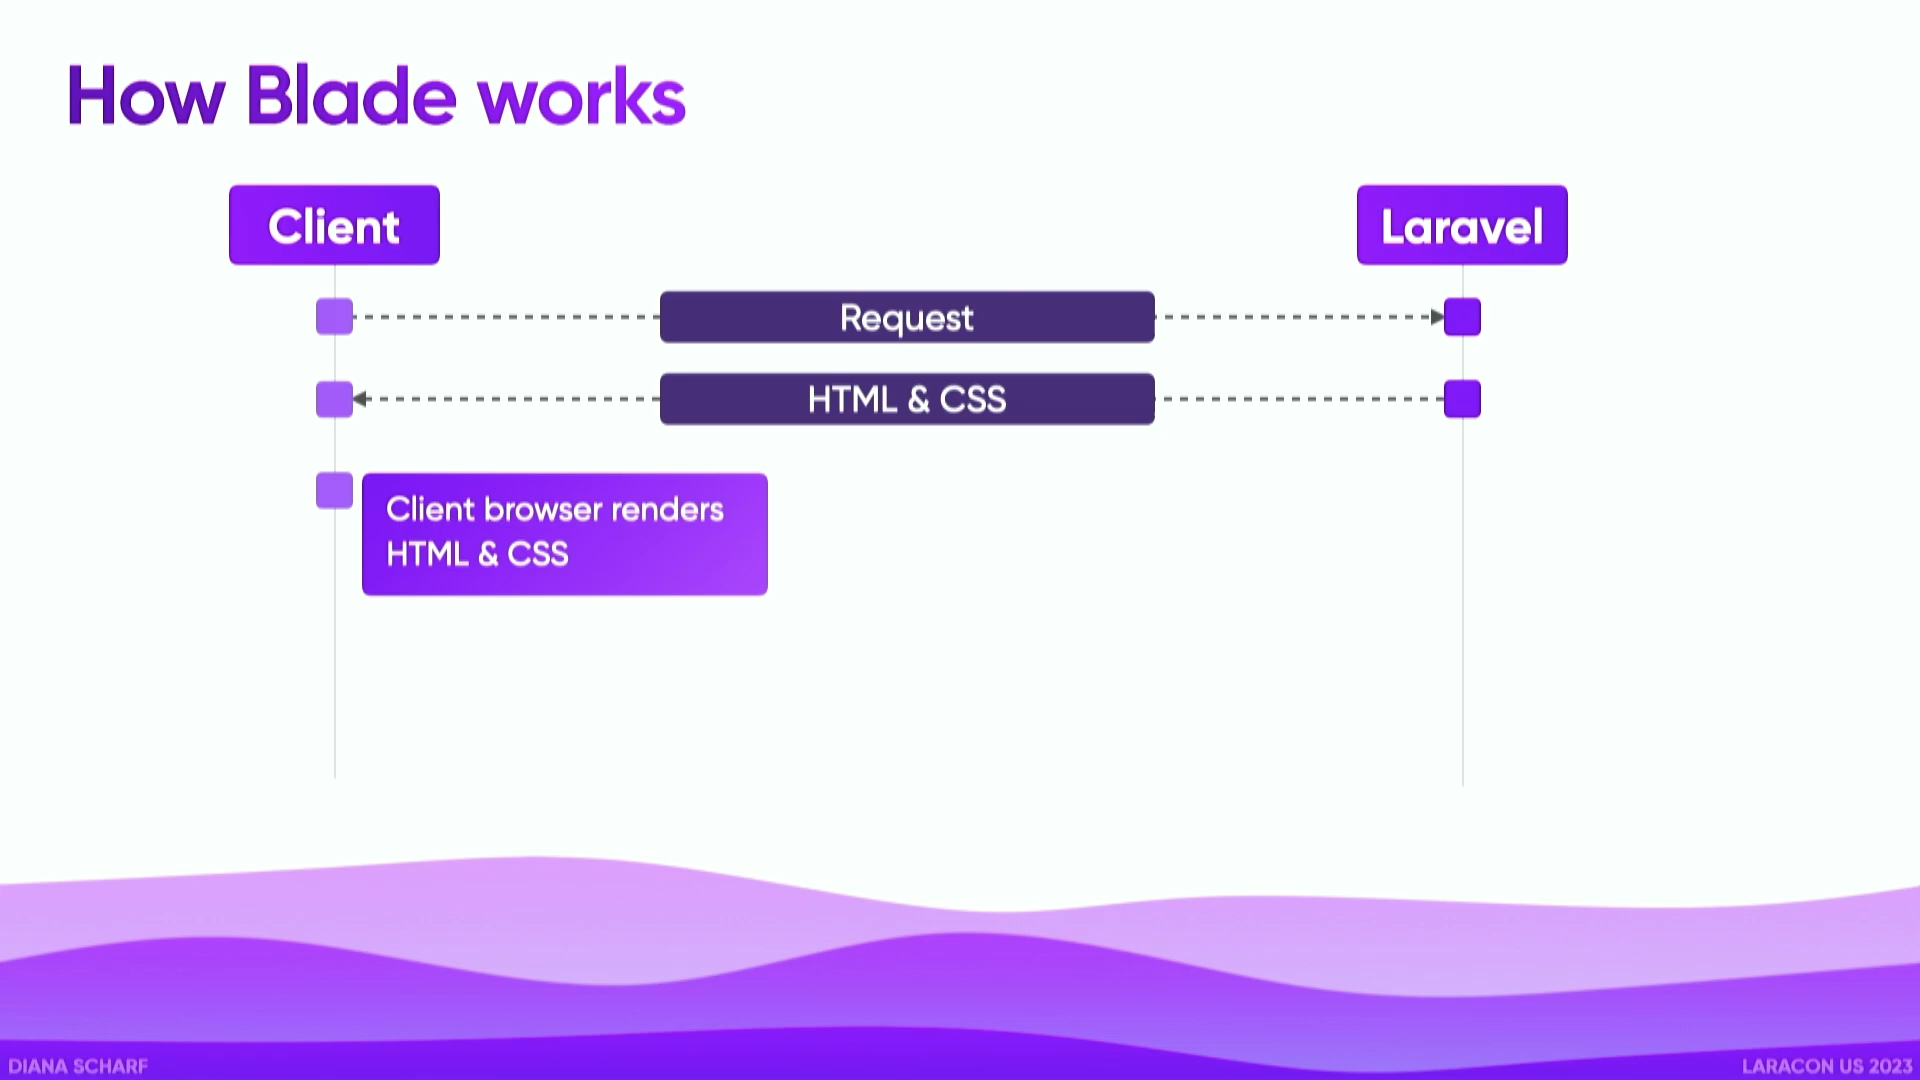 How Blade works
Client
Laravel
Request
HTML & CSS
Client browser renders
HTML & CSS
DIANA SCHARF
LARACON US 2023